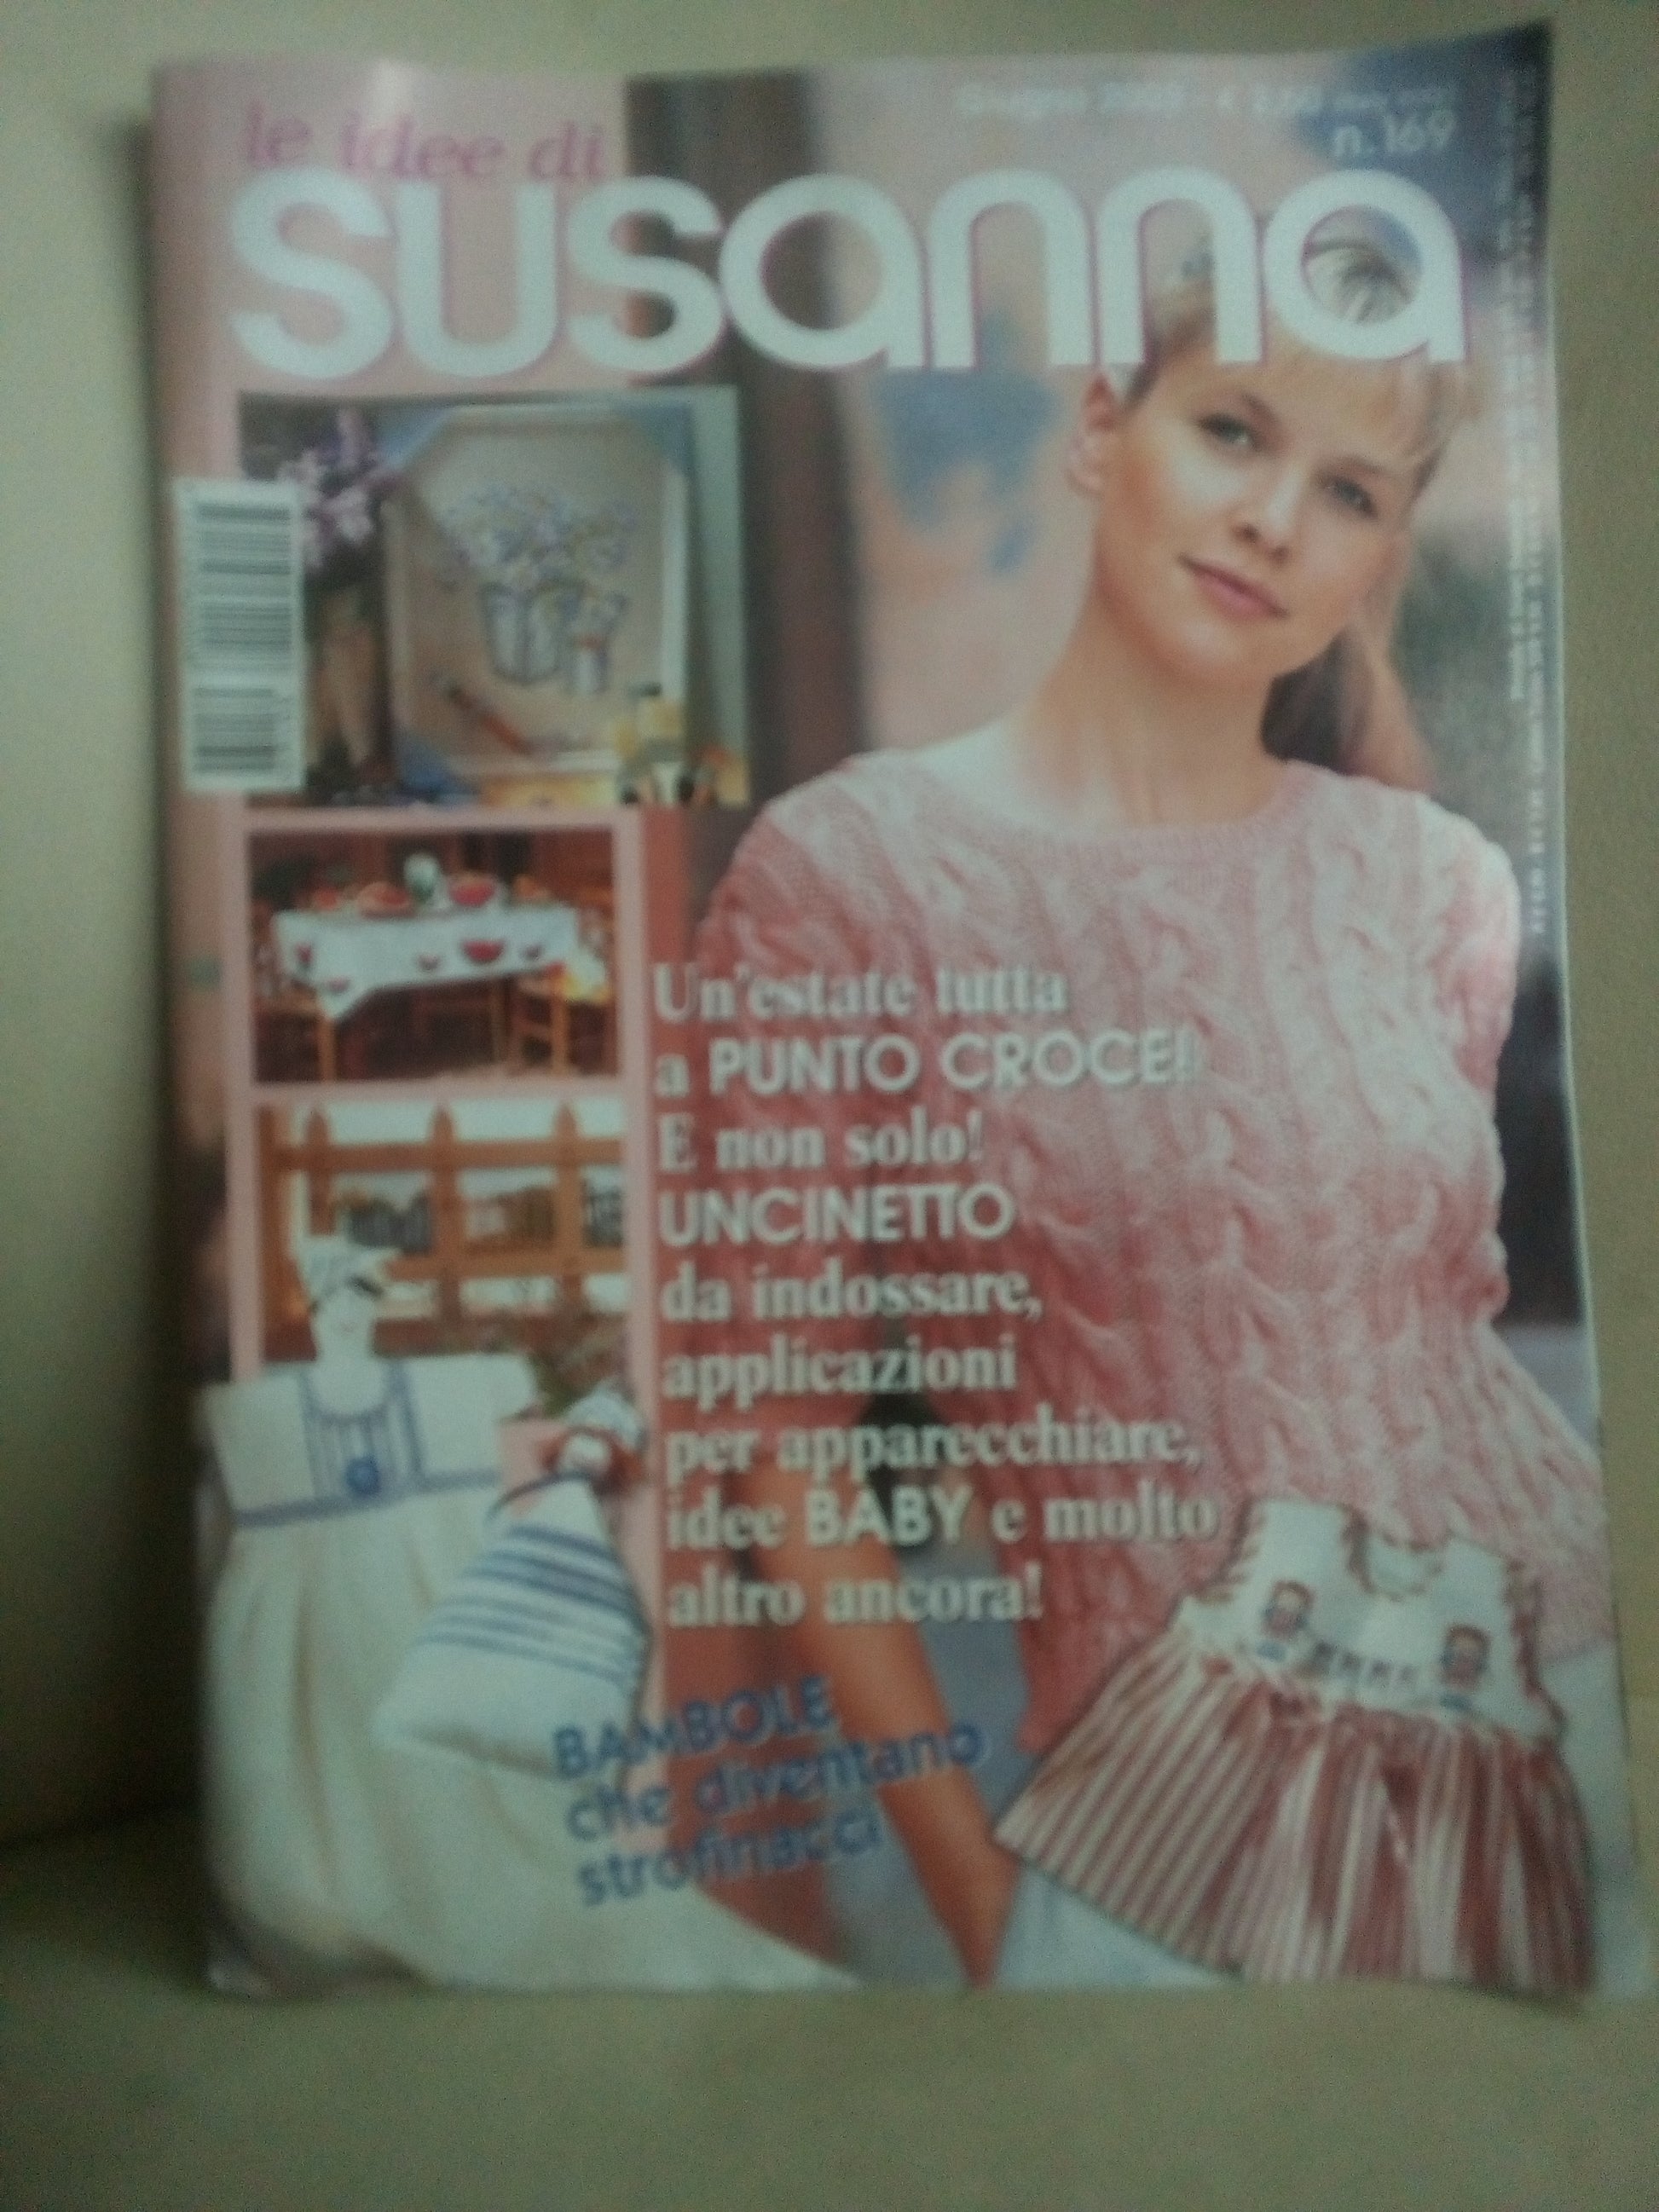 le idee di
susanna
n. 169
Un'estate tutta
a PUNTO CROCE!
E non solo!
UNCINETTO
da indossare,
applicazioni
per apparecchiare,
idee BABY e molto
altro ancora!
BAMBOLE
che diventano
strofinacci